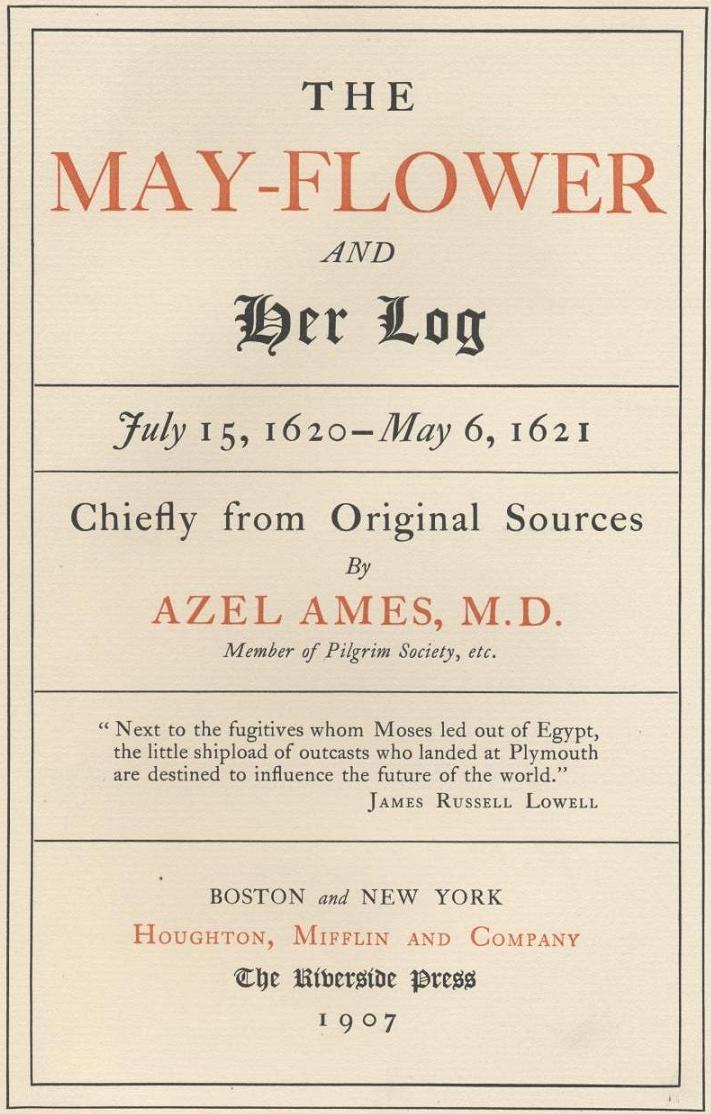 THE
MAY-FLOWER
AND
Her Log
July 15, 1620–May 6, 1621
Chiefly from Original Sources
By
AZEL AMES, M.D.
Member of Pilgrim Society, etc.
“ Next to the fugitives whom Moses led out of Egypt,
the little shipload of outcasts who landed at Plymouth
are destined to influence the future of the world.”
JAMES RUSSELL LOWELL
BOSTON and NEW YORK
HOUGHTON, MIFFLIN AND COMPANY
The Riverside Press
1907